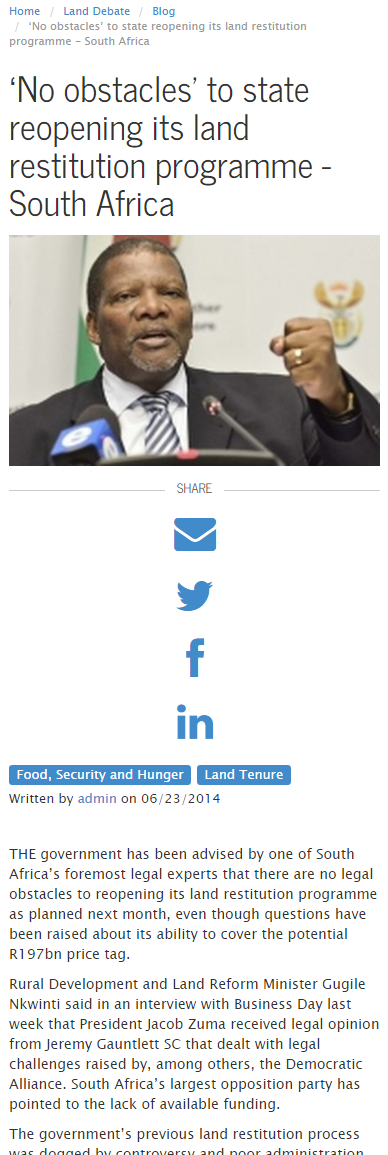 Home / Land Debate / Blog
/ ‘No obstacles’ to state reopening its land restitution
programme – South Africa
‘No obstacles’ to state
reopening its land
restitution programme -
South Africa
SHARE
Food, Security and Hunger Land Tenure
Written by admin on 06/23/2014
THE government has been advised by one of South
Africa’s foremost legal experts that there are no legal
obstacles to reopening its land restitution programme
as planned next month, even though questions have
been raised about its ability to cover the potential
R197bn price tag.
Rural Development and Land Reform Minister Gugile
Nkwinti said in an interview with Business Day last
week that President Jacob Zuma received legal opinion
from Jeremy Gauntlett SC that dealt with legal
challenges raised by, among others, the Democratic
Alliance. South Africa’s largest opposition party has
pointed to the lack of available funding.
The government’s previous land restitution process
was dogged by controversy and poor administration